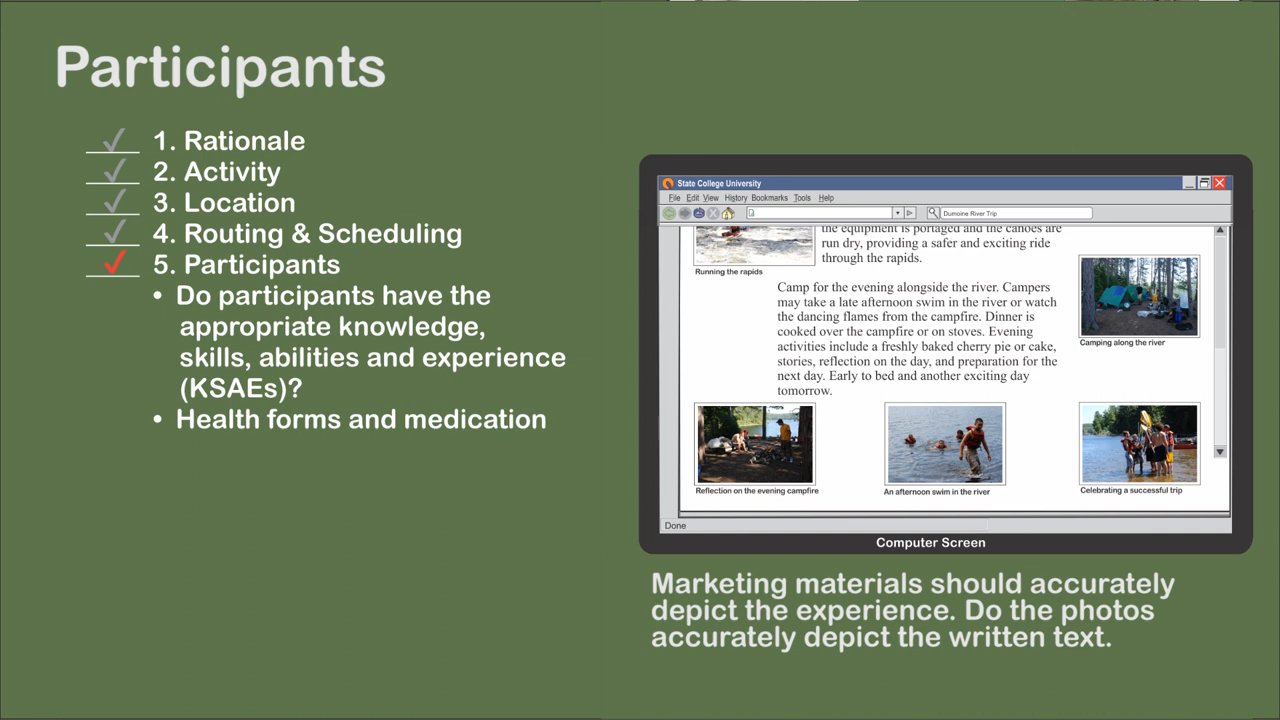 Participants
✓ 1. Rationale
✓ 2. Activity
✓ 3. Location
✓ 4. Routing & Scheduling
✓ 5. Participants
• Do participants have the
appropriate knowledge,
skills, abilities and experience
(KSAEs)?
• Health forms and medication
State College University
File Edit View History Bookmarks Tools Help
Dumoine River Trip
the equipment is portaged and the canoes are
run dry, providing a safer and exciting ride
through the rapids.
Running the rapids
Camp for the evening alongside the river. Campers
may take a late afternoon swim in the river or watch
the dancing flames from the campfire. Dinner is
cooked over the campfire or on stoves. Evening
activities include a freshly baked cherry pie or cake,
stories, reflection on the day, and preparation for the
next day. Early to bed and another exciting day
tomorrow.
Camping along the river
Reflection on the evening campfire
An afternoon swim in the river
Celebrating a successful trip
Done
Computer Screen
Marketing materials should accurately
depict the experience. Do the photos
accurately depict the written text.